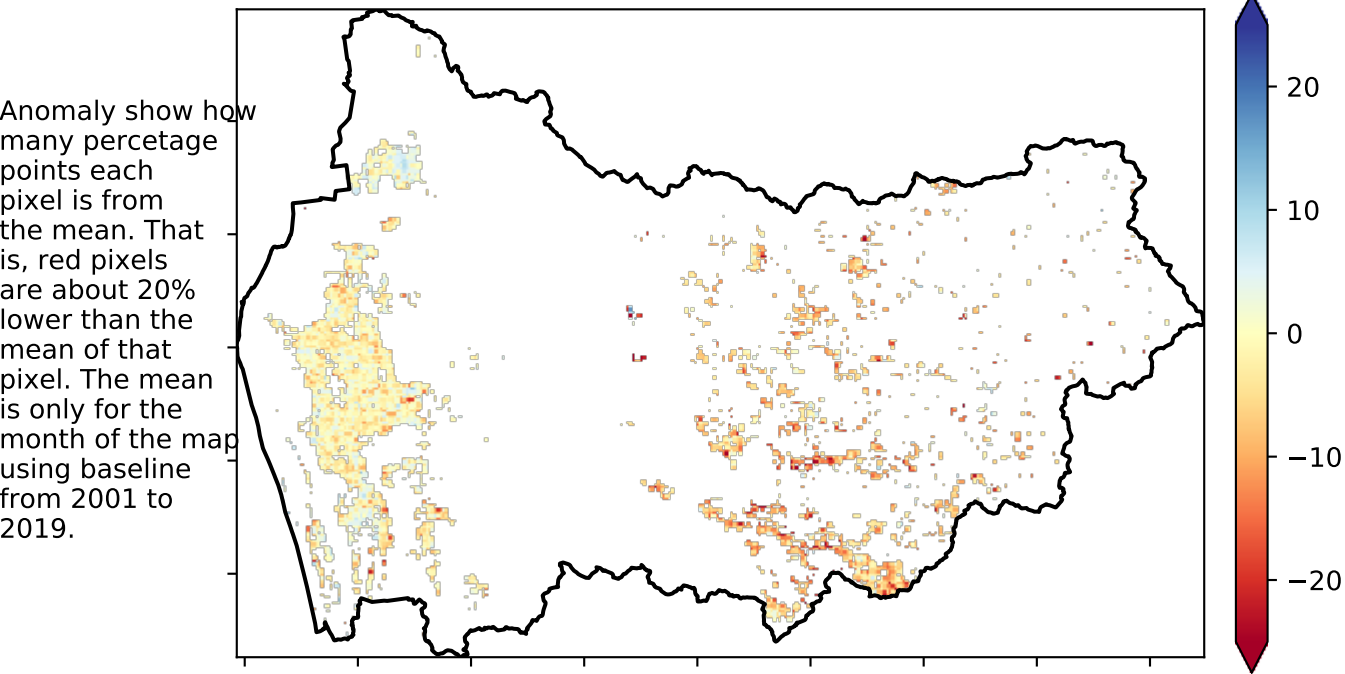 Anomaly show how
many percetage
points each
pixel is from
the mean. That
is, red pixels
are about 20%
lower than the
mean of that
pixel. The mean
is only for the
month of the map
using baseline
from 2001 to
2019.
20
10
0
−10
−20